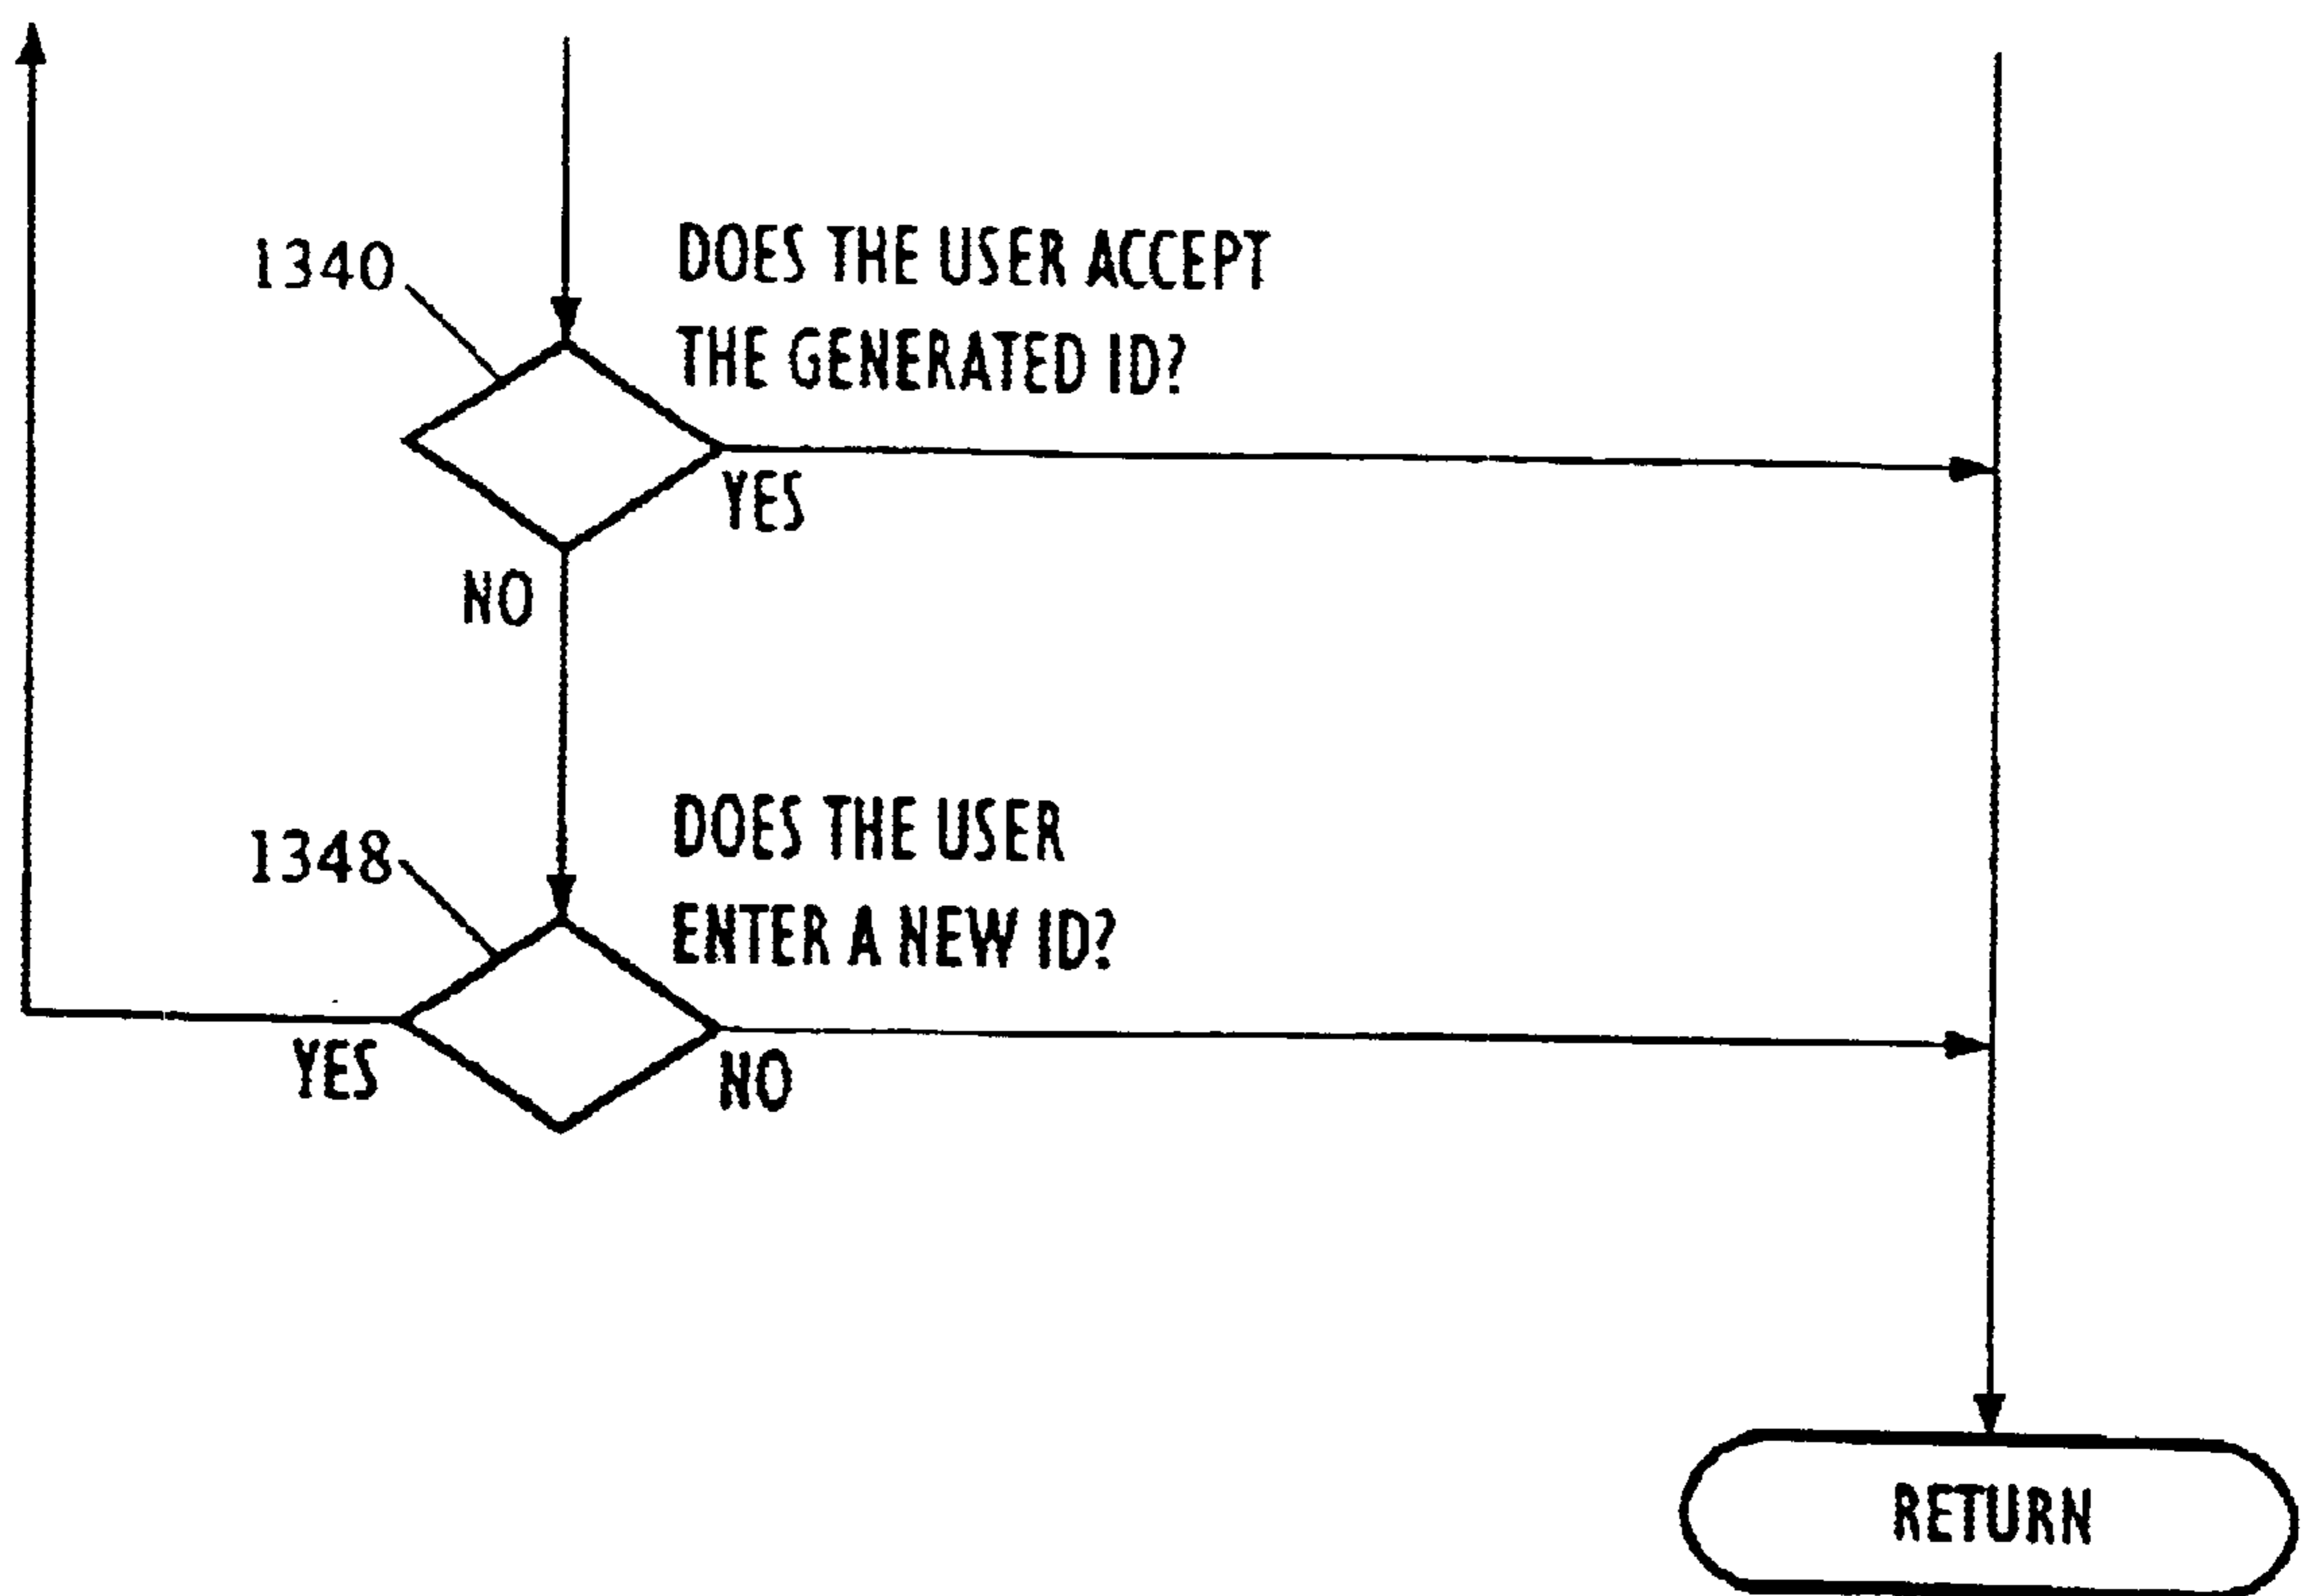 1340
DOES THE USER ACCEPT
THE GENERATED ID?
YES
NO
1348
DOES THE USER
ENTER A NEW ID?
YES
NO
RETURN